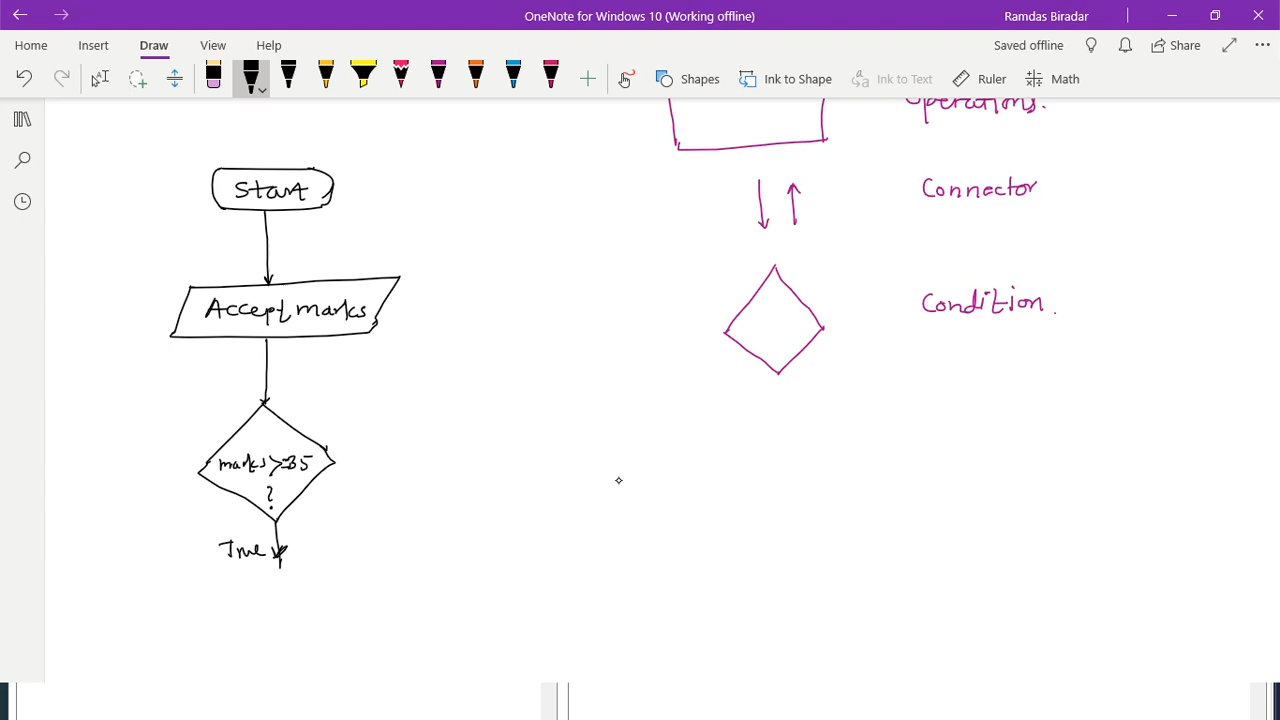 OneNote for Windows 10 (Working offline)
Ramdas Biradar
Home Insert Draw View Help
Saved offline
Share
Shapes
Ink to Shape
Ink to Text
Ruler
Math
Operations.
Start
Connector
Accept marks
Condition.
marks>=35
?
True